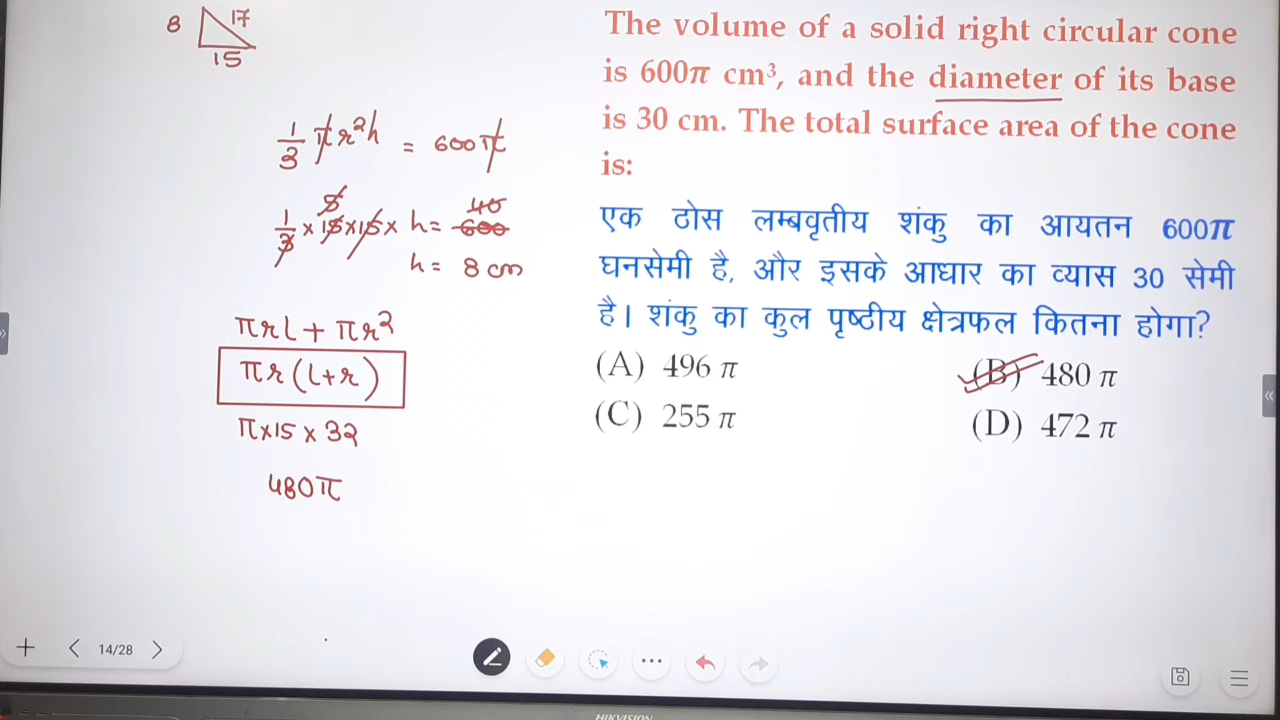 8 17
15
The volume of a solid right circular cone
is 600π cm³, and the diameter of its base
is 30 cm. The total surface area of the cone
is:
1/3 πr²h = 600π
1/3 × 15 × 15 × h = 600
5 40
h = 8 cm
एक ठोस लम्बवृतीय शंकु का आयतन 600π
घनसेमी है, और इसके आधार का व्यास 30 सेमी
है। शंकु का कुल पृष्ठीय क्षेत्रफल कितना होगा?
πrl + πr²
πr(l+r)
π×15×32
480π
(A) 496 π
(B) 480 π
(C) 255 π
(D) 472 π
14/28
HIKVISION